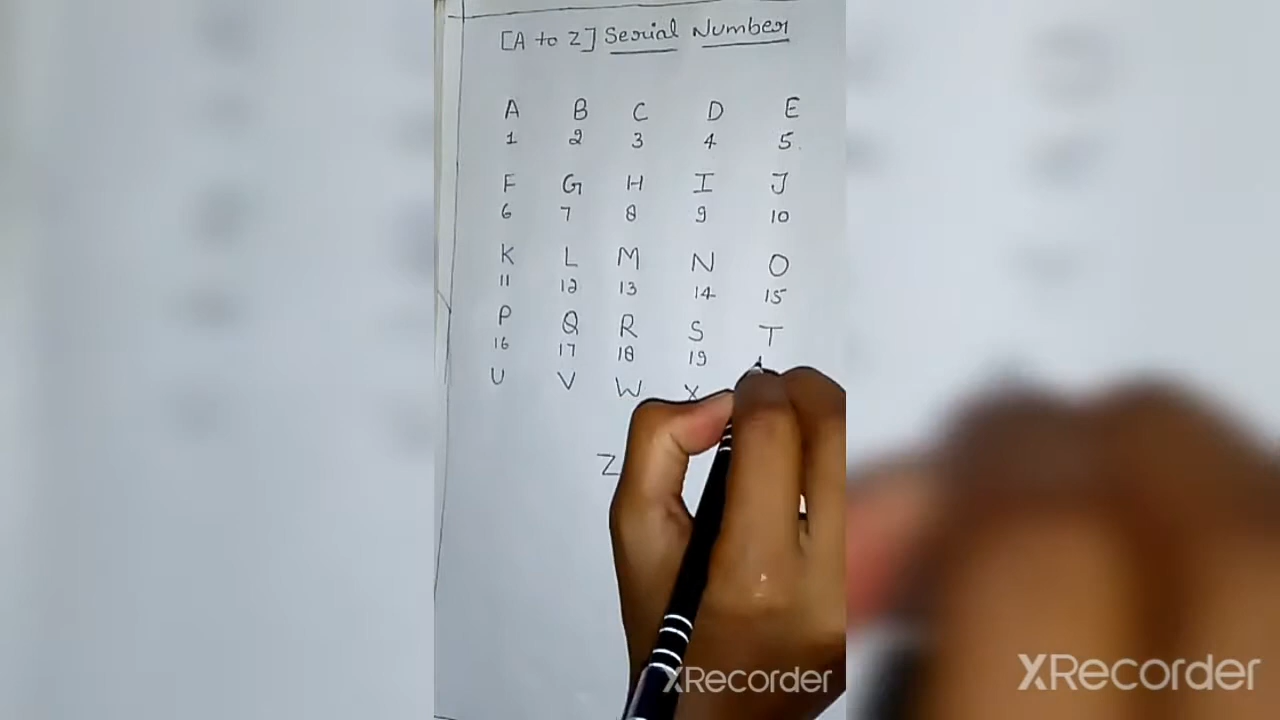 [A to Z] Serial Number
A B C D E
1 2 3 4 5
F G H I J
6 7 8 9 10
K L M N O
11 12 13 14 15
P Q R S T
16 17 18 19
U V W X
Z
XRecorder
XRecorder